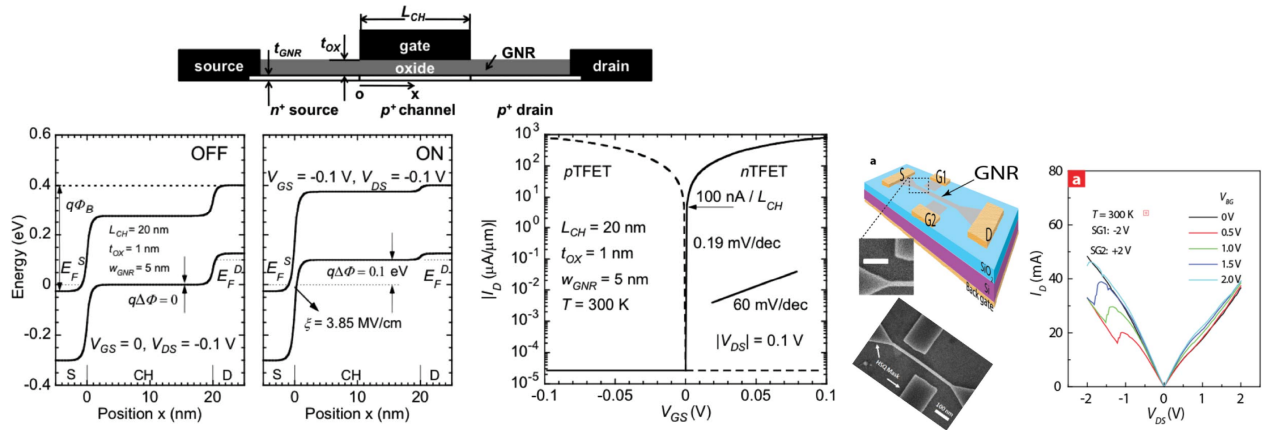 L_CH
t_GNR
t_OX
gate
GNR
source
oxide
drain
o
x
n⁺ source
p⁺ channel
p⁺ drain
0.6
0.4
0.2
0
-0.2
-0.4
Energy (eV)
OFF
qΦ_B
L_CH = 20 nm
t_OX = 1 nm
w_GNR = 5 nm
E_F^S
E_F^D
qΔΦ=0
V_GS = 0, V_DS = -0.1 V
S
CH
D
0
10
20
Position x (nm)
ON
V_GS = -0.1 V, V_DS = -0.1 V
E_F^S
qΔΦ=0.1 eV
E_F^D
ξ = 3.85 MV/cm
S
CH
D
0
10
20
Position x (nm)
10³
10²
10¹
10⁰
10⁻¹
10⁻²
10⁻³
10⁻⁴
10⁻⁵
|I_D| (μA/μm)
pTFET
nTFET
100 nA / L_CH
L_CH = 20 nm
t_OX = 1 nm
w_GNR = 5 nm
T = 300 K
0.19 mV/dec
60 mV/dec
|V_DS| = 0.1 V
-0.1
-0.05
0
0.05
0.1
V_GS (V)
a
GNR
S
G1
G2
D
SiO
Si
Back gate
HSQ Mask
100 nm
a
80
60
40
20
0
I_D (mA)
V_BG
T = 300 K
SG1: -2 V
SG2: +2 V
0 V
0.5 V
1.0 V
1.5 V
2.0 V
-2
-1
0
1
2
V_DS (V)